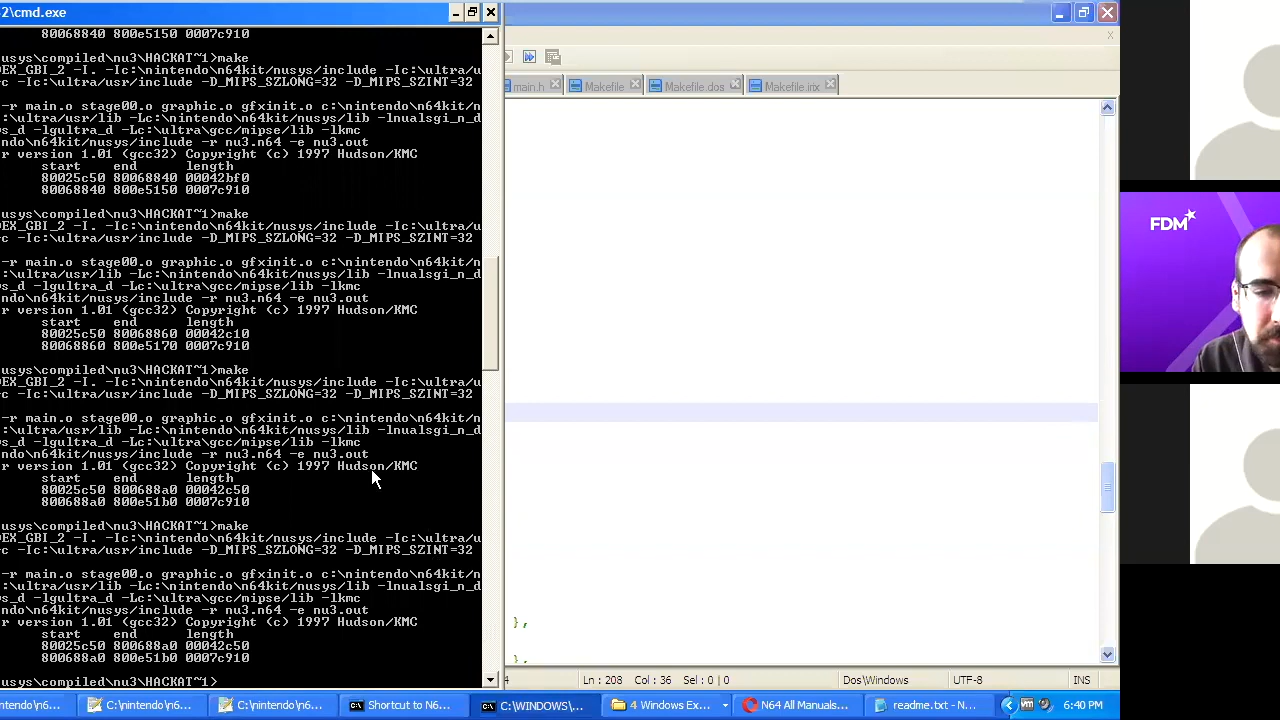 2\cmd.exe
80068840 800e5150 0007c910
usys\compiled\nu3\HACKAT~1>make
DEX_GBI_2 -I. -Ic:\nintendo\n64kit/nusys/include -Ic:\ultra/u
-c -Ic:\ultra/usr/include -D_MIPS_SZLONG=32 -D_MIPS_SZINT=32
-r main.o stage00.o graphic.o gfxinit.o c:\nintendo\n64kit/n
:\ultra/usr/lib -Lc:\nintendo\n64kit/nusys/lib -lnualsgi_n_d
s_d -lgultra_d -Lc:\ultra\gcc/mipse/lib -lkmc
ndo\n64kit/nusys/include -r nu3.n64 -e nu3.out
r version 1.01 (gcc32) Copyright (c) 1997 Hudson/KMC
start end length
80025c50 80068840 00042bf0
80068840 800e5150 0007c910
usys\compiled\nu3\HACKAT~1>make
DEX_GBI_2 -I. -Ic:\nintendo\n64kit/nusys/include -Ic:\ultra/u
-c -Ic:\ultra/usr/include -D_MIPS_SZLONG=32 -D_MIPS_SZINT=32
-r main.o stage00.o graphic.o gfxinit.o c:\nintendo\n64kit/n
:\ultra/usr/lib -Lc:\nintendo\n64kit/nusys/lib -lnualsgi_n_d
s_d -lgultra_d -Lc:\ultra\gcc/mipse/lib -lkmc
ndo\n64kit/nusys/include -r nu3.n64 -e nu3.out
r version 1.01 (gcc32) Copyright (c) 1997 Hudson/KMC
start end length
80025c50 80068860 00042c10
80068860 800e5170 0007c910
usys\compiled\nu3\HACKAT~1>make
DEX_GBI_2 -I. -Ic:\nintendo\n64kit/nusys/include -Ic:\ultra/u
-c -Ic:\ultra/usr/include -D_MIPS_SZLONG=32 -D_MIPS_SZINT=32
-r main.o stage00.o graphic.o gfxinit.o c:\nintendo\n64kit/n
:\ultra/usr/lib -Lc:\nintendo\n64kit/nusys/lib -lnualsgi_n_d
s_d -lgultra_d -Lc:\ultra\gcc/mipse/lib -lkmc
ndo\n64kit/nusys/include -r nu3.n64 -e nu3.out
r version 1.01 (gcc32) Copyright (c) 1997 Hudson/KMC
start end length
80025c50 800688a0 00042c50
800688a0 800e51b0 0007c910
usys\compiled\nu3\HACKAT~1>make
DEX_GBI_2 -I. -Ic:\nintendo\n64kit/nusys/include -Ic:\ultra/u
-c -Ic:\ultra/usr/include -D_MIPS_SZLONG=32 -D_MIPS_SZINT=32
-r main.o stage00.o graphic.o gfxinit.o c:\nintendo\n64kit/n
:\ultra/usr/lib -Lc:\nintendo\n64kit/nusys/lib -lnualsgi_n_d
s_d -lgultra_d -Lc:\ultra\gcc/mipse/lib -lkmc
ndo\n64kit/nusys/include -r nu3.n64 -e nu3.out
r version 1.01 (gcc32) Copyright (c) 1997 Hudson/KMC
start end length
80025c50 800688a0 00042c50
800688a0 800e51b0 0007c910
usys\compiled\nu3\HACKAT~1>
X
main.h Makefile Makefile.dos Makefile.irix
},
},
4 Ln : 208 Col : 36 Sel : 0 | 0 Dos\Windows UTF-8 INS
FDM
ntendo\n6... C:\nintendo\n6... C:\nintendo\n6... Shortcut to N6... C:\WINDOWS\... 4 Windows Ex... N64 All Manuals... readme.txt - N... 6:40 PM